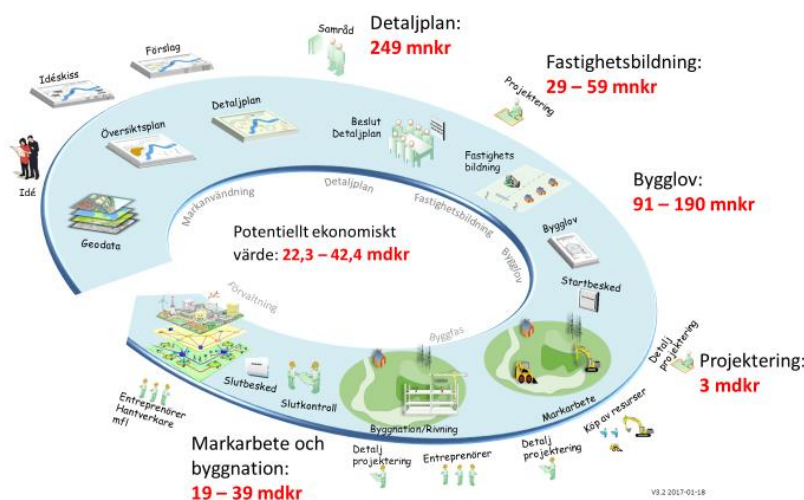 Samråd
Detaljplan:
249 mnkr
Förslag
Idéskiss
Fastighetsbildning:
29 – 59 mnkr
Projektering
Detaljplan
Översiktsplan
Beslut
Detaljplan
Fastighets
bildning
Idé
Geodata
Markanvändning
Detaljplan
Fastighetsbildning
Bygglov
Bygglov:
91 – 190 mnkr
Potentiellt ekonomiskt
värde: 22,3 – 42,4 mdkr
Bygglov
Startbesked
Förvaltning
Byggfas
Detalj
projektering
Projektering:
3 mdkr
Slutbesked
Slutkontroll
Byggnation/Rivning
Markarbete
Köp av resurser
Entreprenörer
Hantverkare
mfl
Markarbete och
byggnation:
19 – 39 mdkr
Detalj
projektering
Entreprenörer
Detalj
projektering
V3.2 2017-01-18